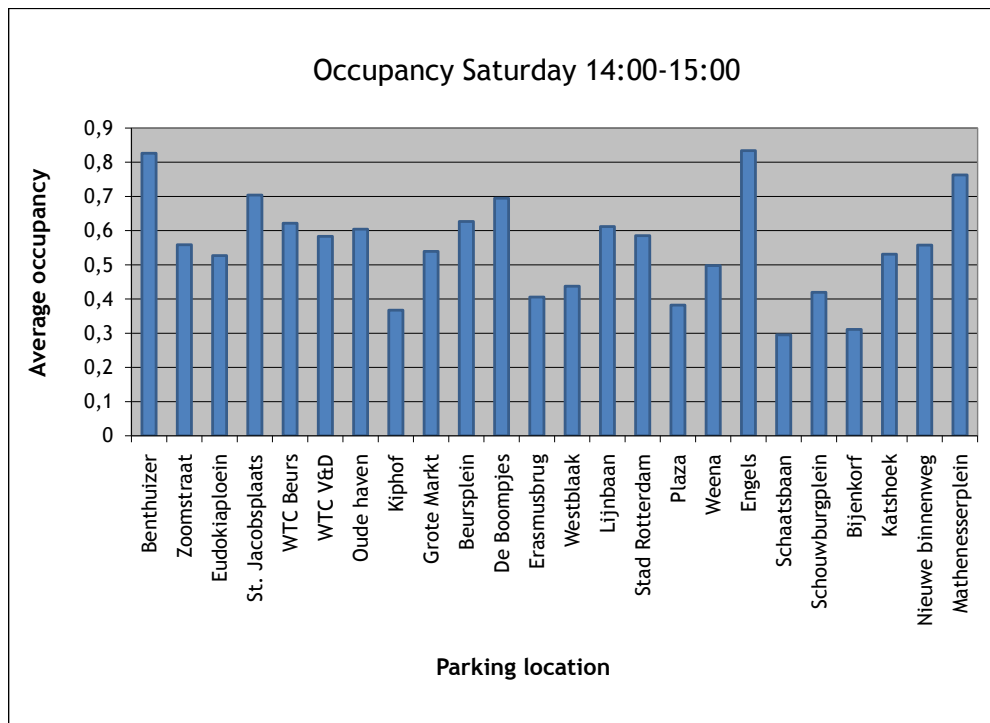 Occupancy Saturday 14:00-15:00
Average occupancy
0,9
0,8
0,7
0,6
0,5
0,4
0,3
0,2
0,1
0
Benthuizer
Zoomstraat
Eudokiaploein
St. Jacobsplaats
WTC Beurs
WTC V&D
Oude haven
Kiphof
Grote Markt
Beursplein
De Boompjes
Erasmusbrug
Westblaak
Lijnbaan
Stad Rotterdam
Plaza
Weena
Engels
Schaatsbaan
Schouwburgplein
Bijenkorf
Katshoek
Nieuwe binnenweg
Mathenesserplein
Parking location